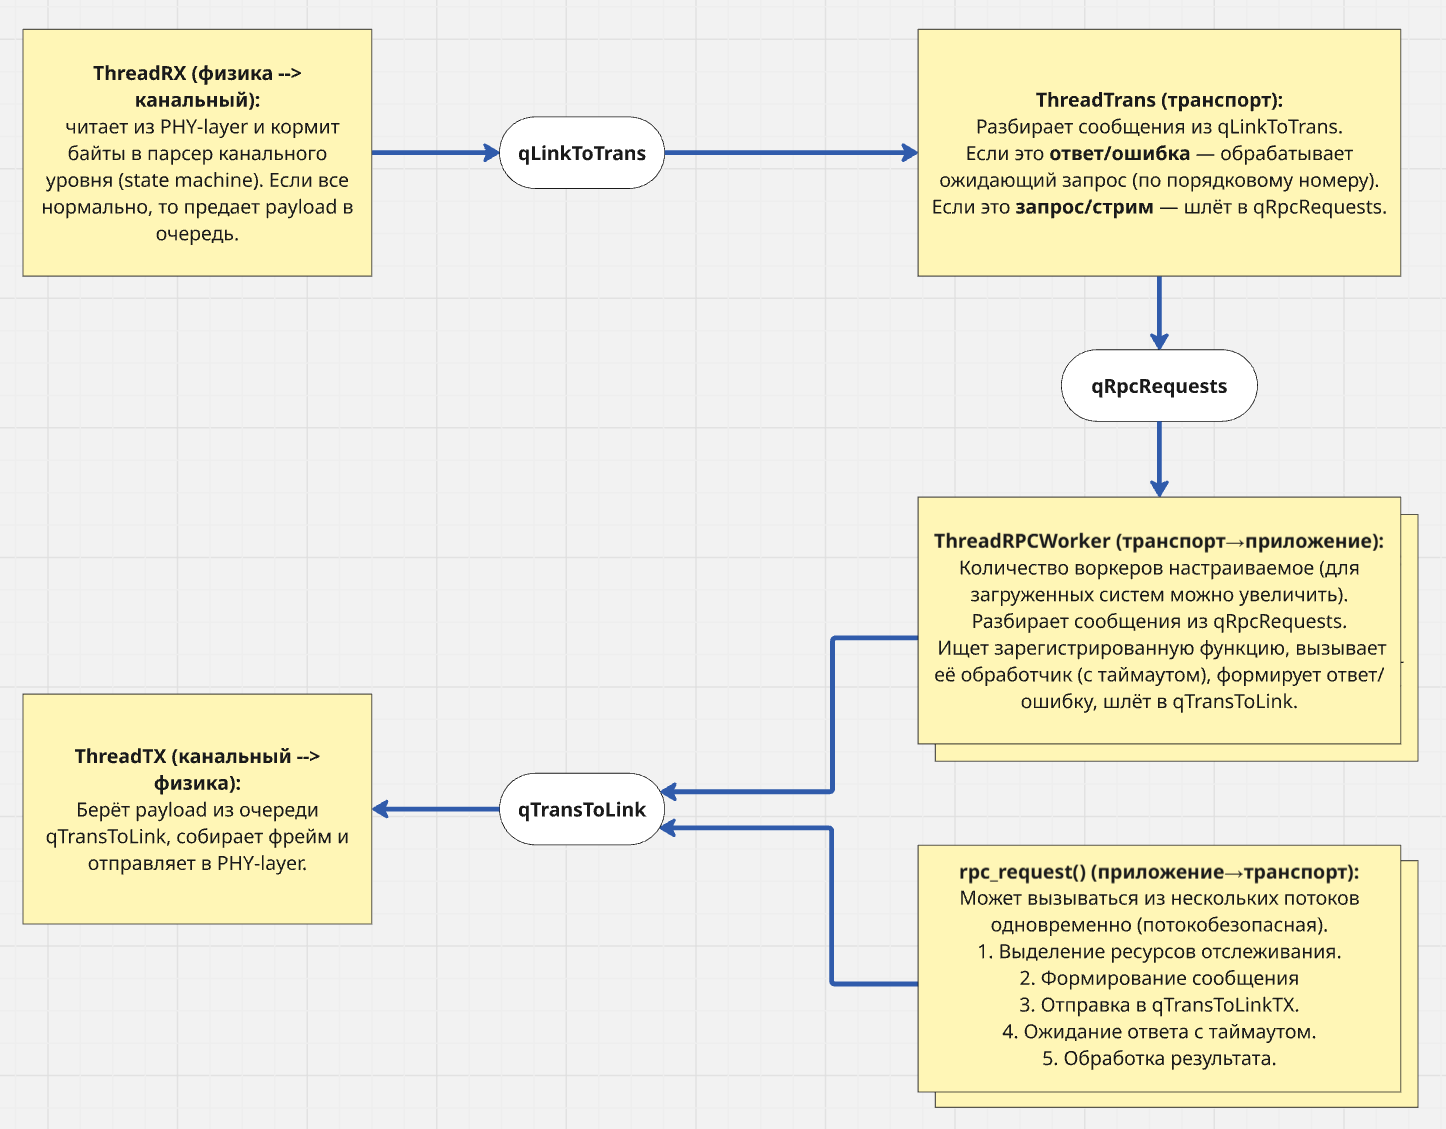 ThreadRX (физика -->
канальный):
читает из PHY-layer и кормит
байты в парсер канального
уровня (state machine). Если все
нормально, то предает payload в
очередь.
qLinkToTrans
ThreadTrans (транспорт):
Разбирает сообщения из qLinkToTrans.
Если это ответ/ошибка — обрабатывает
ожидающий запрос (по порядковому номеру).
Если это запрос/стрим — шлёт в qRpcRequests.
qRpcRequests
ThreadRPCWorker (транспорт→приложение):
Количество воркеров настраиваемое (для
загруженных систем можно увеличить).
Разбирает сообщения из qRpcRequests.
Ищет зарегистрированную функцию, вызывает
её обработчик (с таймаутом), формирует ответ/
ошибку, шлёт в qTransToLink.
ThreadTX (канальный -->
физика):
Берёт payload из очереди
qTransToLink, собирает фрейм и
отправляет в PHY-layer.
qTransToLink
rpc_request() (приложение→транспорт):
Может вызываться из нескольких потоков
одновременно (потокобезопасная).
1. Выделение ресурсов отслеживания.
2. Формирование сообщения
3. Отправка в qTransToLinkTX.
4. Ожидание ответа с таймаутом.
5. Обработка результата.